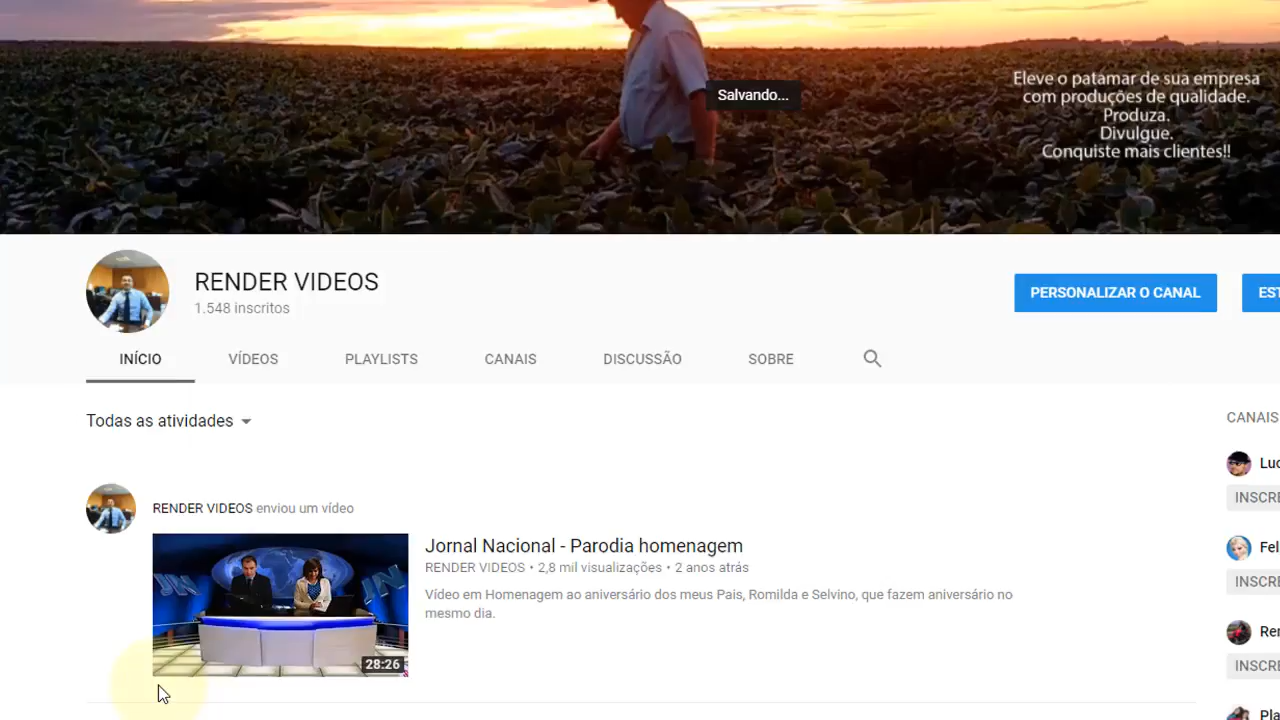 Eleve o patamar de sua empresa
com produções de qualidade.
Produza.
Divulgue.
Conquiste mais clientes!!
Salvando...
RENDER VIDEOS
1.548 inscritos
PERSONALIZAR O CANAL
INÍCIO VÍDEOS PLAYLISTS CANAIS DISCUSSÃO SOBRE
Todas as atividades
CANAIS
RENDER VIDEOS enviou um vídeo
Jornal Nacional - Parodia homenagem
RENDER VIDEOS • 2,8 mil visualizações • 2 anos atrás
Vídeo em Homenagem ao aniversário dos meus Pais, Romilda e Selvino, que fazem aniversário no
mesmo dia.
JN
28:26